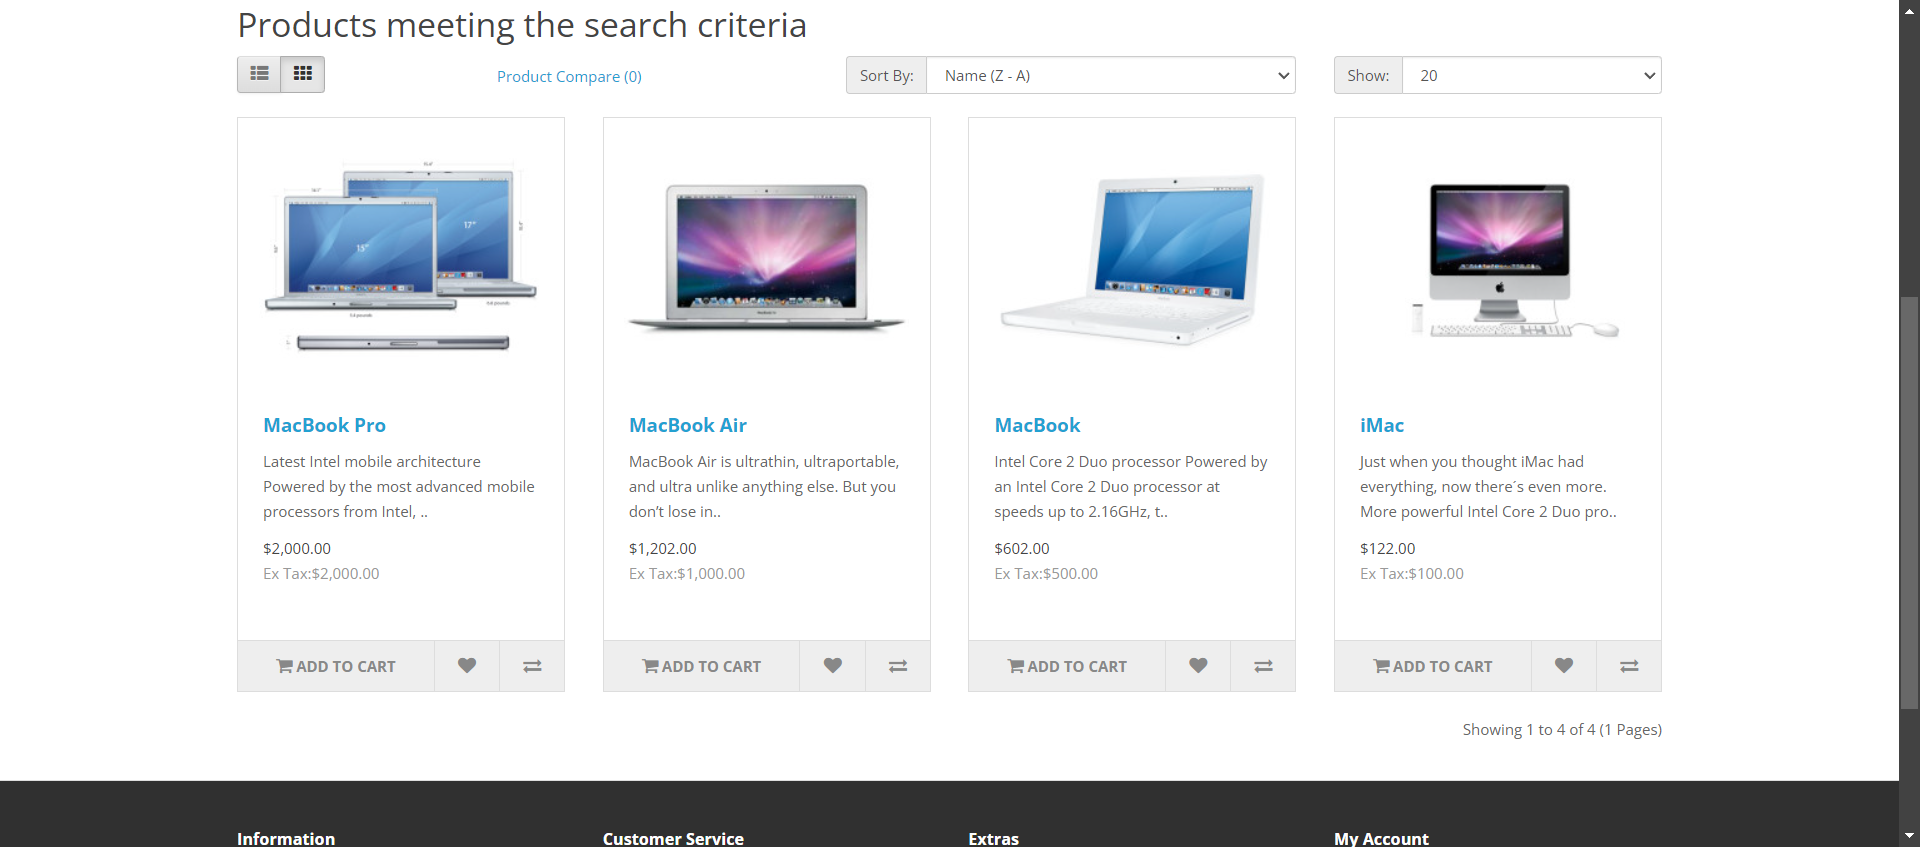 Products meeting the search criteria
Product Compare (0)
Sort By:
Name (Z - A)
Show:
20
15"
17"
MacBook Pro
Latest Intel mobile architecture
Powered by the most advanced mobile
processors from Intel, ..
$2,000.00
Ex Tax:$2,000.00
ADD TO CART
MacBook Air
MacBook Air is ultrathin, ultraportable,
and ultra unlike anything else. But you
don’t lose in..
$1,202.00
Ex Tax:$1,000.00
ADD TO CART
MacBook
Intel Core 2 Duo processor Powered by
an Intel Core 2 Duo processor at
speeds up to 2.16GHz, t..
$602.00
Ex Tax:$500.00
ADD TO CART
iMac
Just when you thought iMac had
everything, now there´s even more.
More powerful Intel Core 2 Duo pro..
$122.00
Ex Tax:$100.00
ADD TO CART
Showing 1 to 4 of 4 (1 Pages)
Information
Customer Service
Extras
My Account